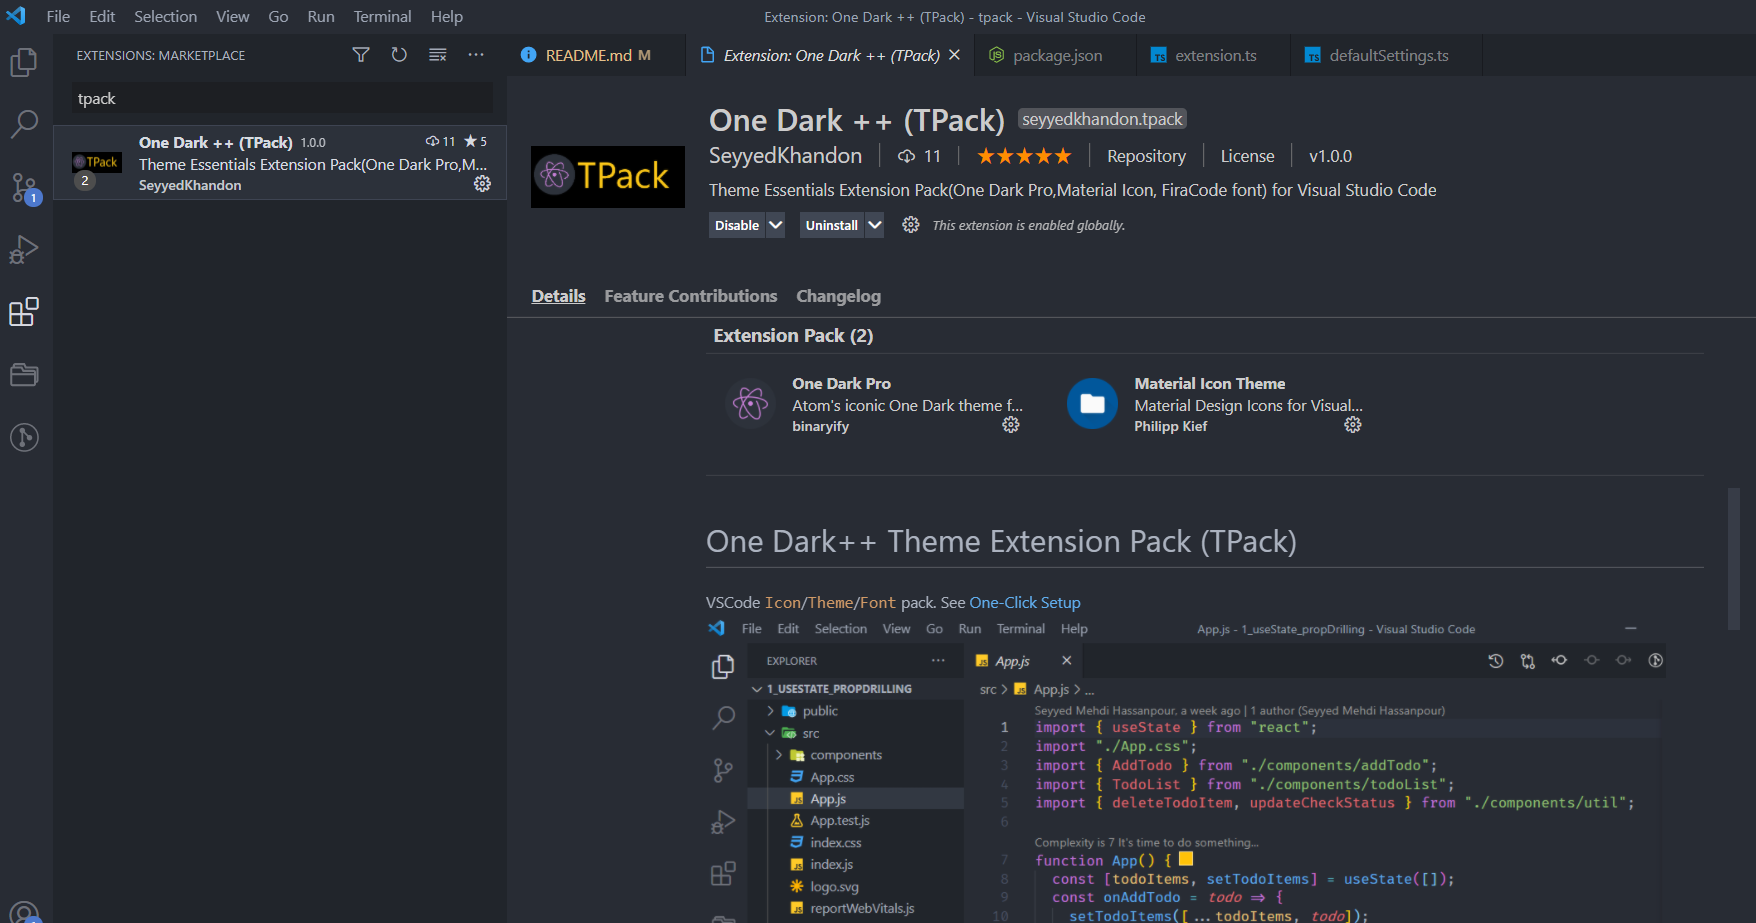 File Edit Selection View Go Run Terminal Help
Extension: One Dark ++ (TPack) - tpack - Visual Studio Code
EXTENSIONS: MARKETPLACE
tpack
TPack
2
One Dark ++ (TPack) 1.0.0 11 5
Theme Essentials Extension Pack(One Dark Pro,M...
SeyyedKhandon
1
README.md M
Extension: One Dark ++ (TPack)
package.json
TS extension.ts
TS defaultSettings.ts
TPack
One Dark ++ (TPack) seyyedkhandon.tpack
SeyyedKhandon 11 ★★★★★ Repository License v1.0.0
Theme Essentials Extension Pack(One Dark Pro,Material Icon, FiraCode font) for Visual Studio Code
Disable Uninstall This extension is enabled globally.
Details Feature Contributions Changelog
Extension Pack (2)
One Dark Pro
Atom's iconic One Dark theme f...
binaryify
Material Icon Theme
Material Design Icons for Visual...
Philipp Kief
One Dark++ Theme Extension Pack (TPack)
VSCode Icon/Theme/Font pack. See One-Click Setup
File Edit Selection View Go Run Terminal Help
App.js - 1_useState_propDrilling - Visual Studio Code
EXPLORER ...
1_USESTATE_PROPDRILLING
public
src
components
App.css
App.js
App.test.js
index.css
index.js
logo.svg
reportWebVitals.js
JS App.js
src > JS App.js > ...
Seyyed Mehdi Hassanpour, a week ago | 1 author (Seyyed Mehdi Hassanpour)
1 import { useState } from "react";
2 import "./App.css";
3 import { AddTodo } from "./components/addTodo";
4 import { TodoList } from "./components/todoList";
5 import { deleteTodoItem, updateCheckStatus } from "./components/util";
6
Complexity is 7 It's time to do something...
7 function App() {
8 const [todoItems, setTodoItems] = useState([]);
9 const onAddTodo = todo ⇒ {
10 setTodoItems([...todoItems, todo]);